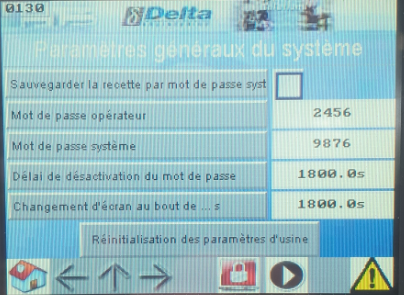 0130
Delta
Paramètres généraux du système
Sauvegarder la recette par mot de passe syst
Mot de passe opérateur 2456
Mot de passe système 9876
Délai de désactivation du mot de passe 1800.0s
Changement d'écran au bout de ... s 1800.0s
Réinitialisation des paramètres d'usine